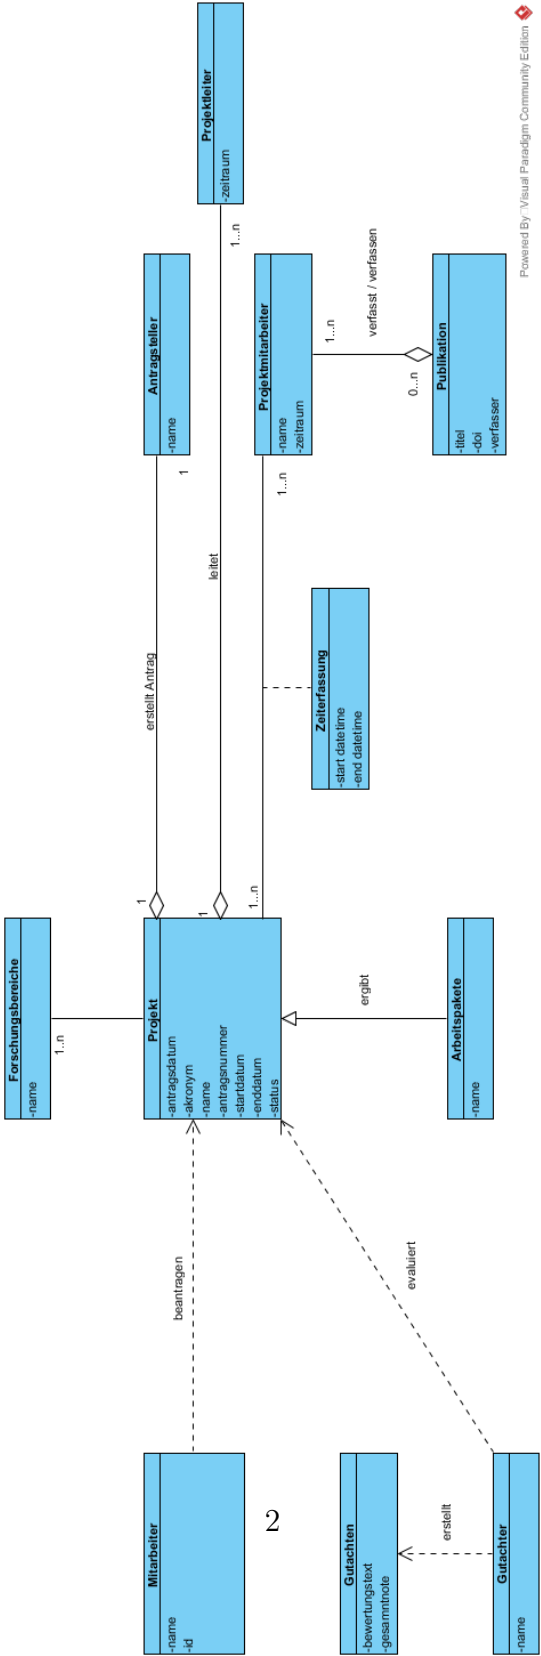 Forschungsbereiche
-name
1..n
Projekt
-antragsdatum
-akronym
-name
-antragsnummer
-startdatum
-enddatum
-status
1
erstellt Antrag
1
Antragsteller
-name
1
leitet
1...n
Projektleiter
-zeitraum
1...n
1...n
Projektmitarbeiter
-name
-zeitraum
Zeiterfassung
-start datetime
-end datetime
1...n
verfasst / verfassen
0...n
Publikation
-titel
-doi
-verfasser
ergibt
Arbeitspakete
-name
beantragen
Mitarbeiter
-name
-id
evaluiert
Gutachten
-bewertungstext
-gesamntnote
erstellt
Gutachter
-name
2
Powered By Visual Paradigm Community Edition